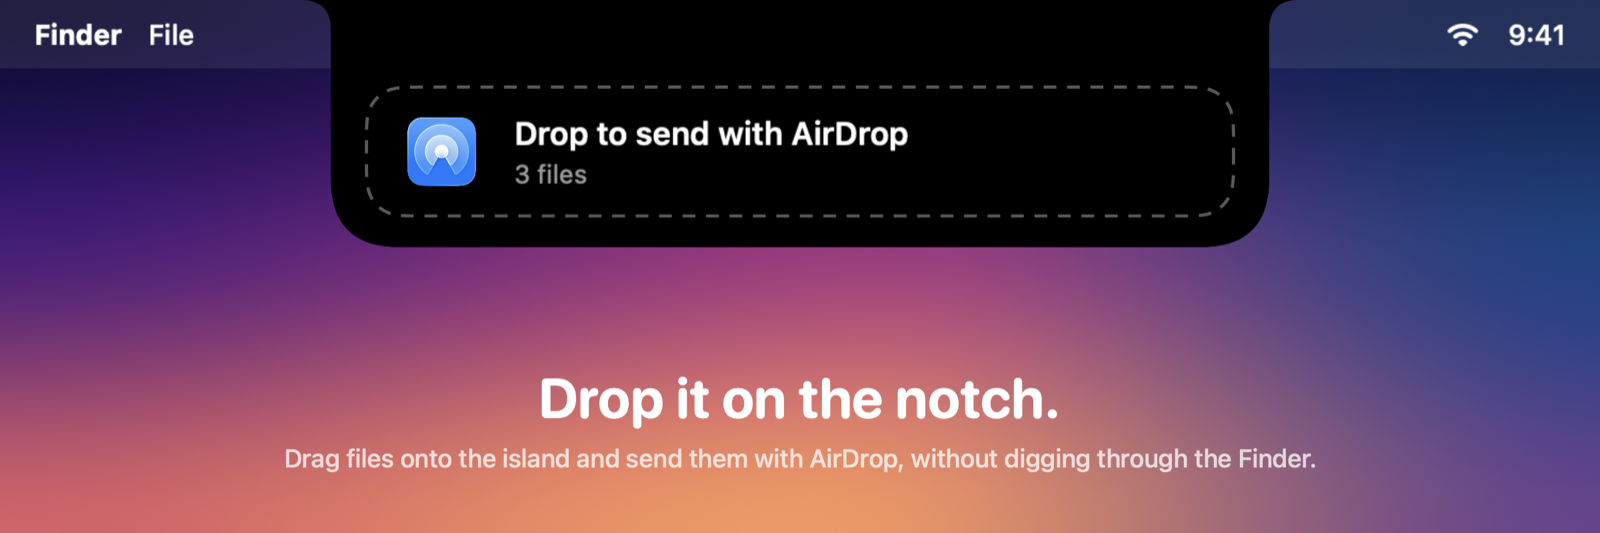 Finder File
9:41
Drop to send with AirDrop
3 files
Drop it on the notch.
Drag files onto the island and send them with AirDrop, without digging through the Finder.